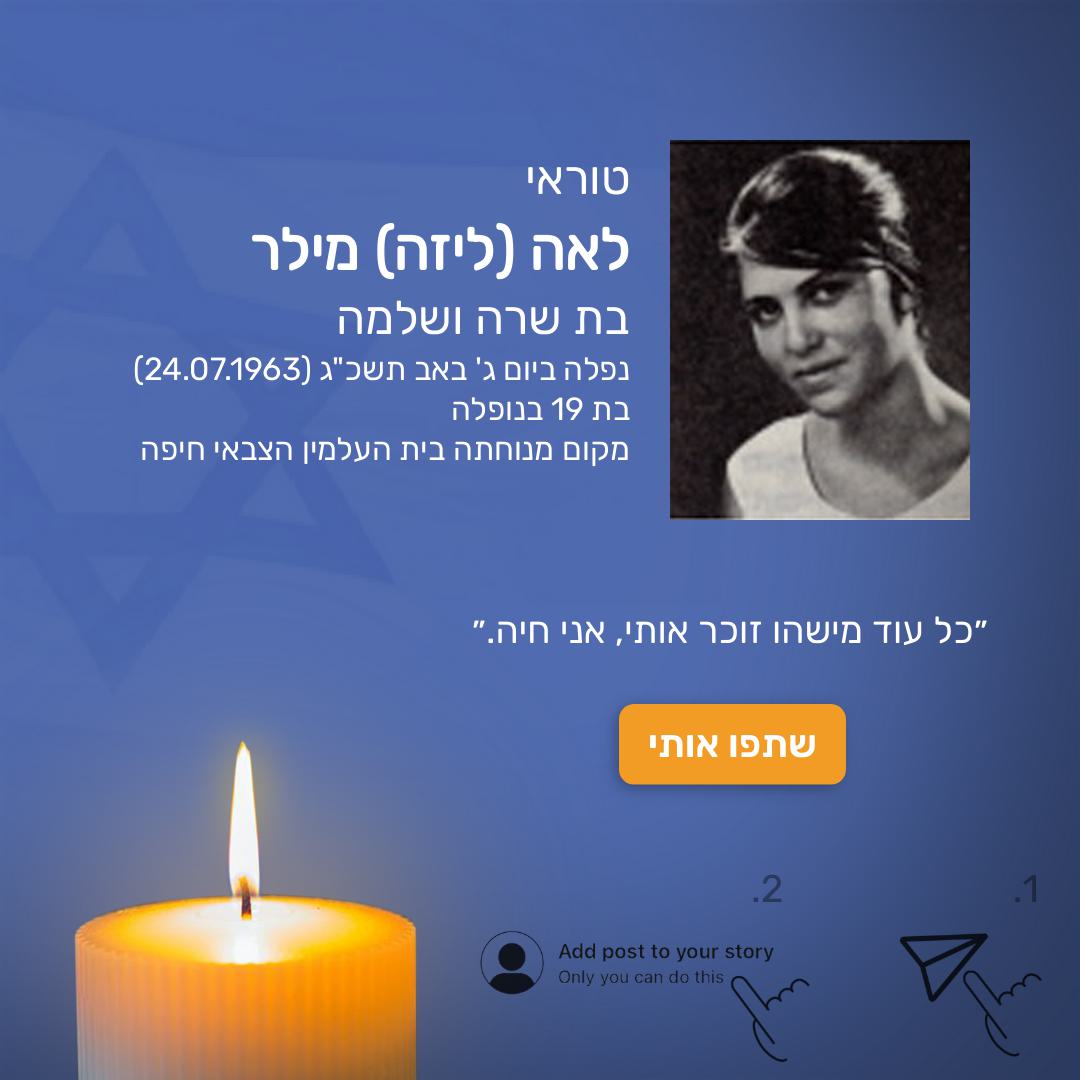 טוראי
לאה (ליזה) מילר
בת שרה ושלמה
נפלה ביום ג' באב תשכ"ג (24.07.1963)
בת 19 בנופלה
מקום מנוחתה בית העלמין הצבאי חיפה
״כל עוד מישהו זוכר אותי, אני חיה.״
שתפו אותי
.1
.2
Add post to your story
Only you can do this